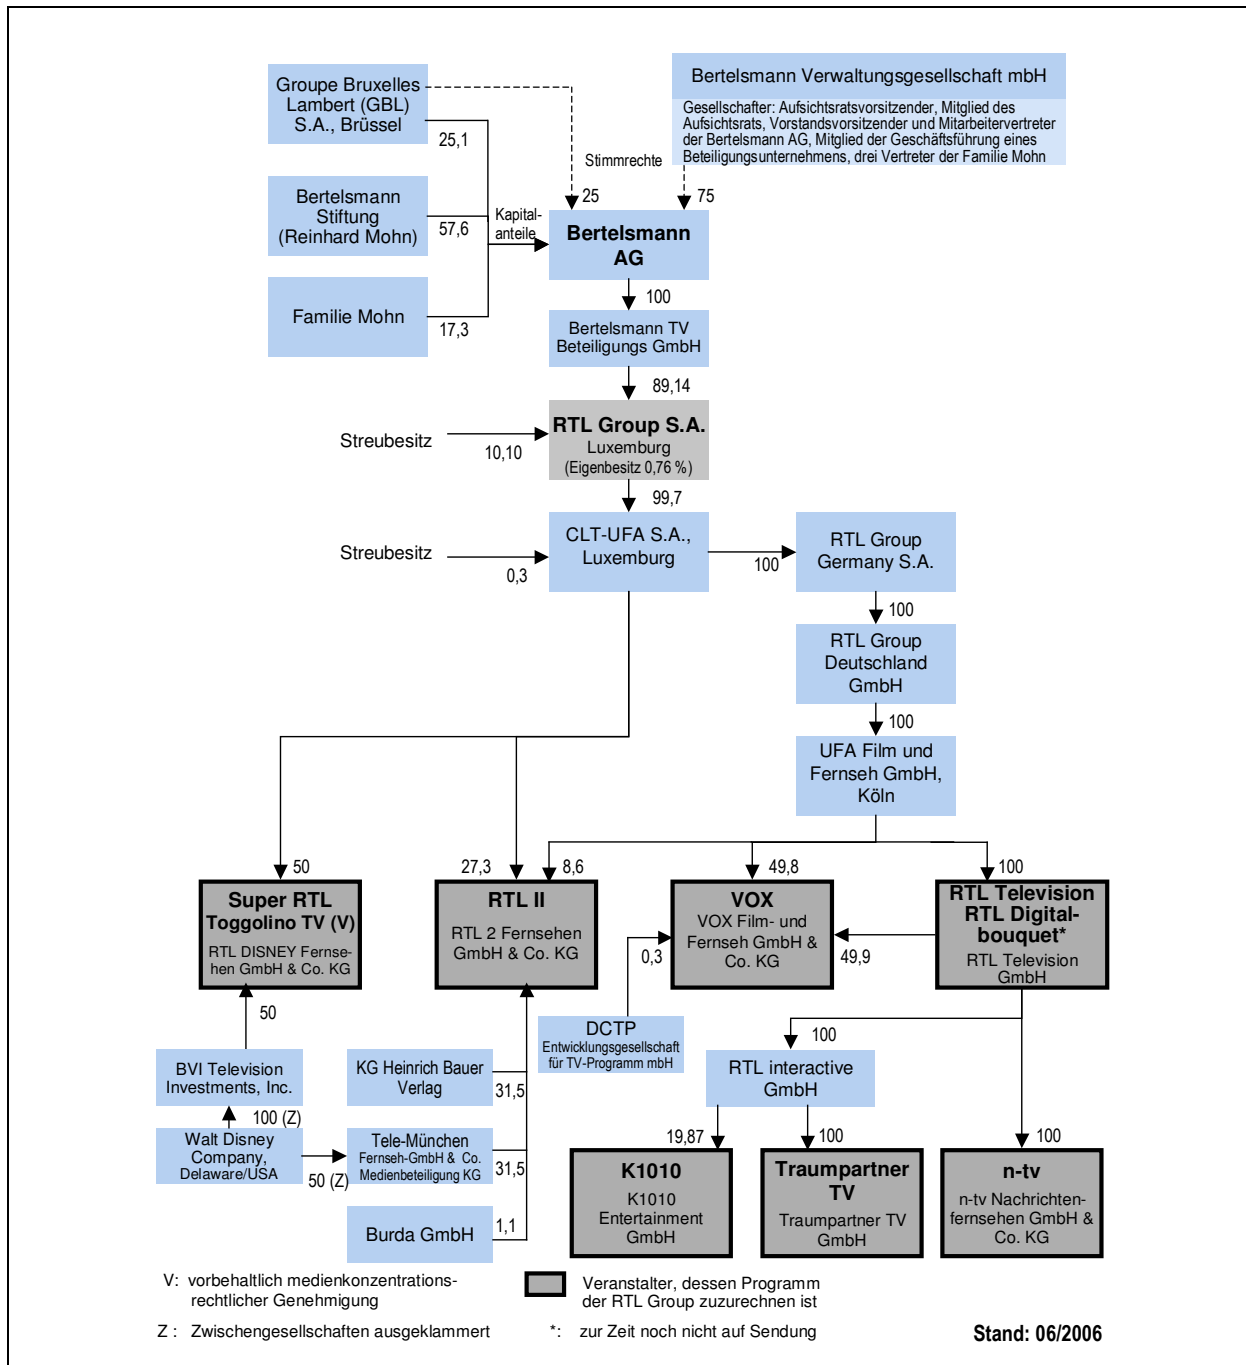 Groupe Bruxelles
Lambert (GBL)
S.A., Brüssel
25,1
Bertelsmann Verwaltungsgesellschaft mbH
Gesellschafter: Aufsichtsratsvorsitzender, Mitglied des
Aufsichtsrats, Vorstandsvorsitzender und Mitarbeitervertreter
der Bertelsmann AG, Mitglied der Geschäftsführung eines
Beteiligungsunternehmens, drei Vertreter der Familie Mohn
Stimmrechte
25
75
Bertelsmann
Stiftung
(Reinhard Mohn)
57,6
Kapital-
anteile
Bertelsmann
AG
100
Familie Mohn
17,3
Bertelsmann TV
Beteiligungs GmbH
89,14
Streubesitz
10,10
RTL Group S.A.
Luxemburg
(Eigenbesitz 0,76 %)
99,7
Streubesitz
0,3
CLT-UFA S.A.,
Luxemburg
100
RTL Group
Germany S.A.
100
RTL Group
Deutschland
GmbH
100
UFA Film und
Fernseh GmbH,
Köln
50
27,3
8,6
49,8
100
Super RTL
Toggolino TV (V)
RTL DISNEY Fernse-
hen GmbH & Co. KG
RTL II
RTL 2 Fernsehen
GmbH & Co. KG
VOX
VOX Film- und
Fernseh GmbH &
Co. KG
RTL Television
RTL Digital-
bouquet*
RTL Television
GmbH
0,3
49,9
50
DCTP
Entwicklungsgesellschaft
für TV-Programm mbH
100
RTL interactive
GmbH
BVI Television
Investments, Inc.
100 (Z)
KG Heinrich Bauer
Verlag
31,5
Walt Disney
Company,
Delaware/USA
50 (Z)
Tele-München
Fernseh-GmbH & Co.
Medienbeteiligung KG
31,5
Burda GmbH
1,1
19,87
100
100
K1010
K1010
Entertainment
GmbH
Traumpartner
TV
Traumpartner TV
GmbH
n-tv
n-tv Nachrichten-
fernsehen GmbH &
Co. KG
V: vorbehaltlich medienkonzentrations-
rechtlicher Genehmigung
Veranstalter, dessen Programm
der RTL Group zuzurechnen ist
Z : Zwischengesellschaften ausgeklammert
*: zur Zeit noch nicht auf Sendung
Stand: 06/2006